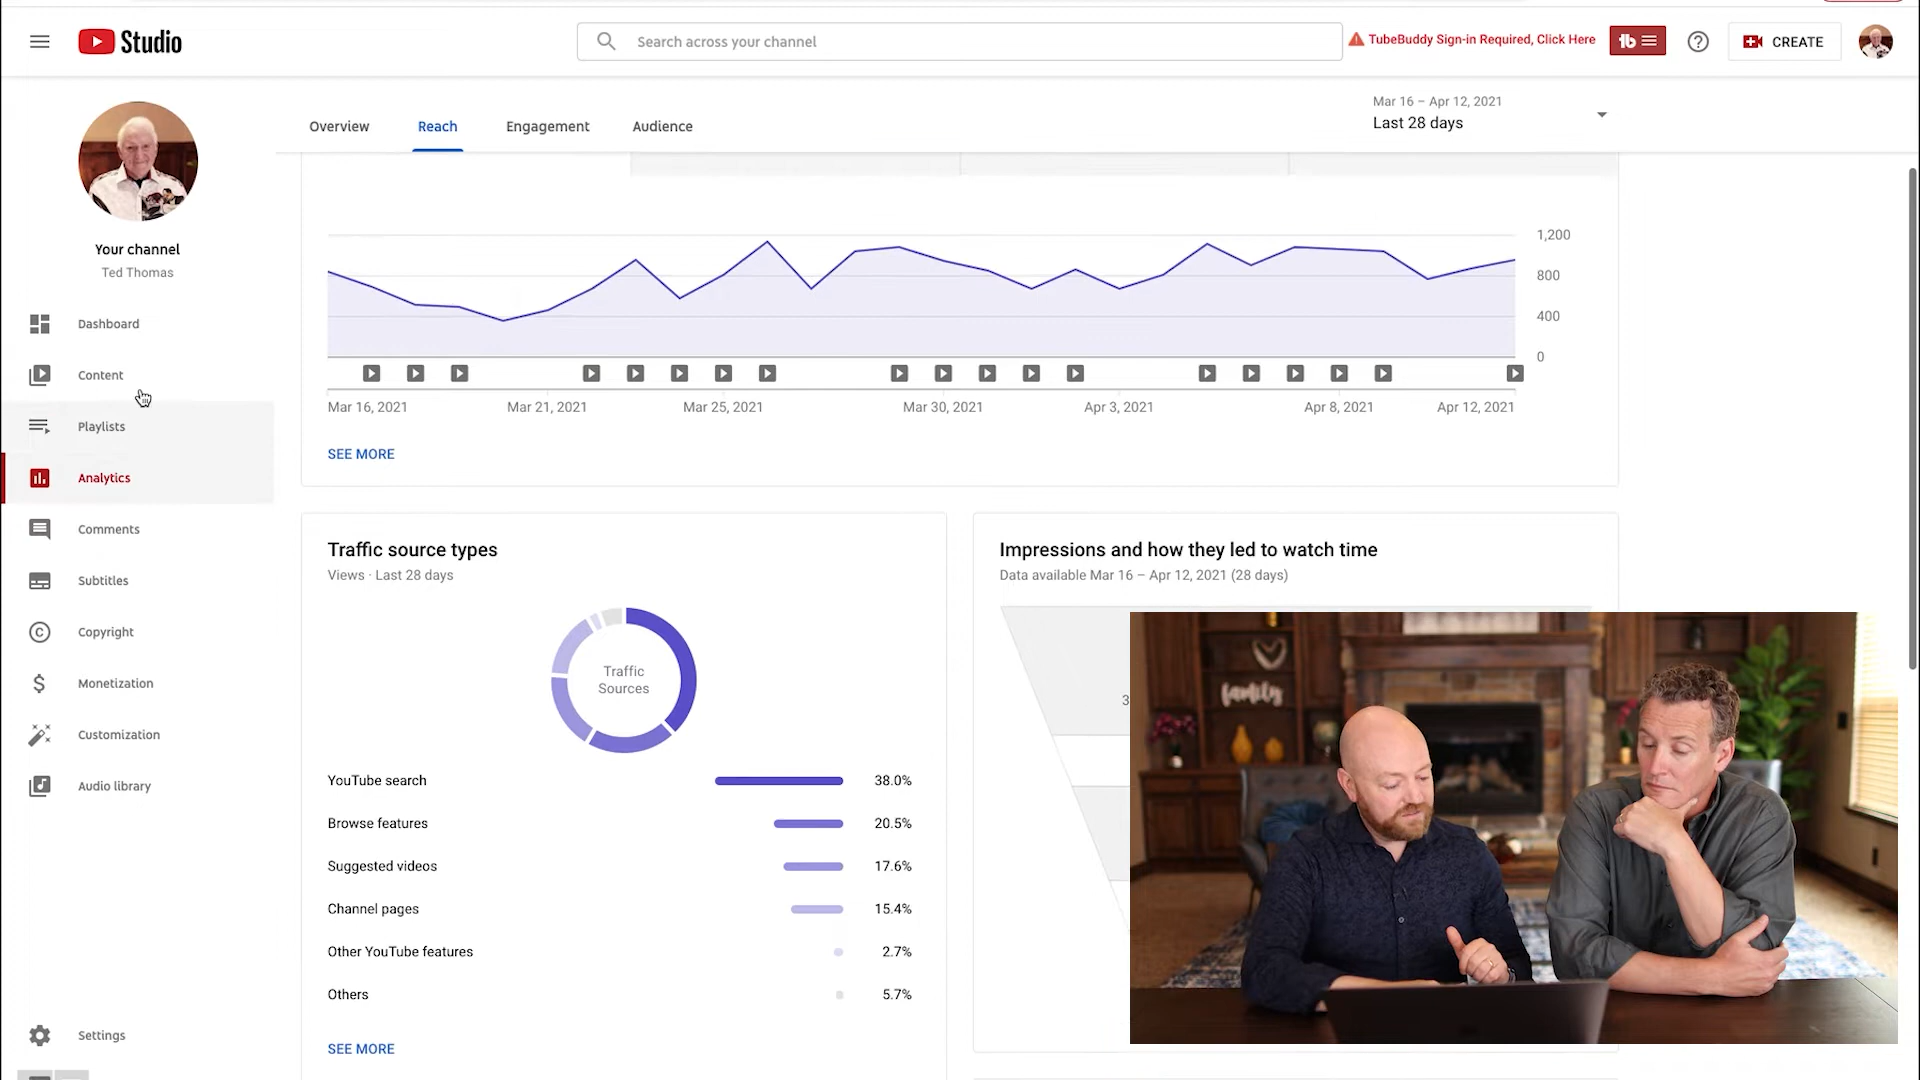 Studio
Search across your channel
TubeBuddy Sign-in Required, Click Here
tb
CREATE
Your channel
Ted Thomas
Dashboard
Content
Playlists
Analytics
Comments
Subtitles
Copyright
Monetization
Customization
Audio library
Settings
Overview
Reach
Engagement
Audience
Mar 16 – Apr 12, 2021
Last 28 days
1,200
800
400
0
Mar 16, 2021
Mar 21, 2021
Mar 25, 2021
Mar 30, 2021
Apr 3, 2021
Apr 8, 2021
Apr 12, 2021
SEE MORE
Traffic source types
Views · Last 28 days
Traffic
Sources
YouTube search 38.0%
Browse features 20.5%
Suggested videos 17.6%
Channel pages 15.4%
Other YouTube features 2.7%
Others 5.7%
SEE MORE
Impressions and how they led to watch time
Data available Mar 16 – Apr 12, 2021 (28 days)
3
family